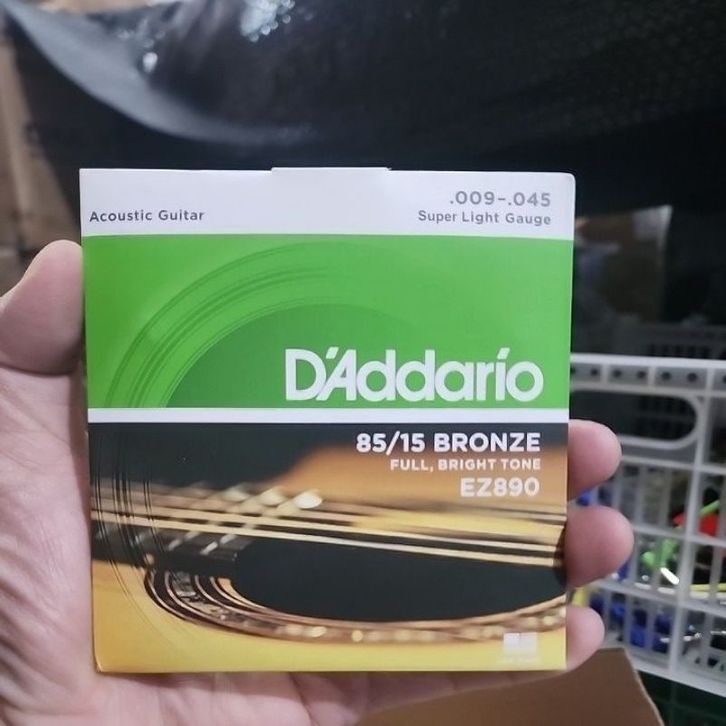 .009-.045
Acoustic Guitar
Super Light Gauge
D'Addario
85/15 BRONZE
FULL, BRIGHT TONE
EZ890